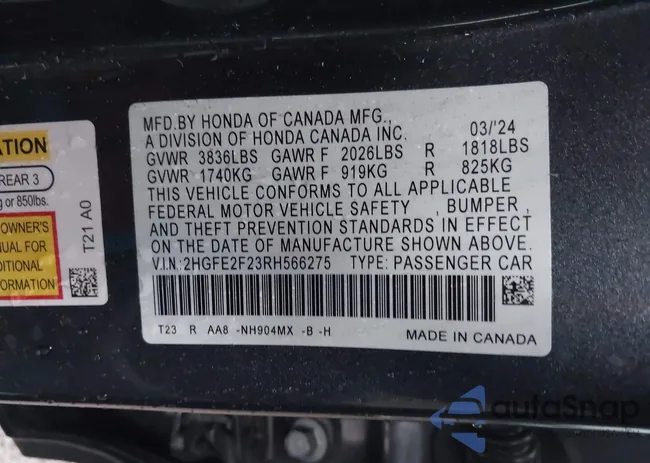 ATION
REAR 3
g or 850lbs.
OWNER'S
NUAL FOR
DITIONAL
FORMATION
T21 A0
MFD.BY HONDA OF CANADA MFG., 03/'24
A DIVISION OF HONDA CANADA INC.
GVWR 3836LBS GAWR F 2026LBS R 1818LBS
GVWR 1740KG GAWR F 919KG R 825KG
THIS VEHICLE CONFORMS TO ALL APPLICABLE
FEDERAL MOTOR VEHICLE SAFETY , BUMPER ,
AND THEFT PREVENTION STANDARDS IN EFFECT
ON THE DATE OF MANUFACTURE SHOWN ABOVE.
V.I.N:2HGFE2F23RH566275 TYPE: PASSENGER CAR
T23 R AA8 -NH904MX -B -H
MADE IN CANADA
autoSnap